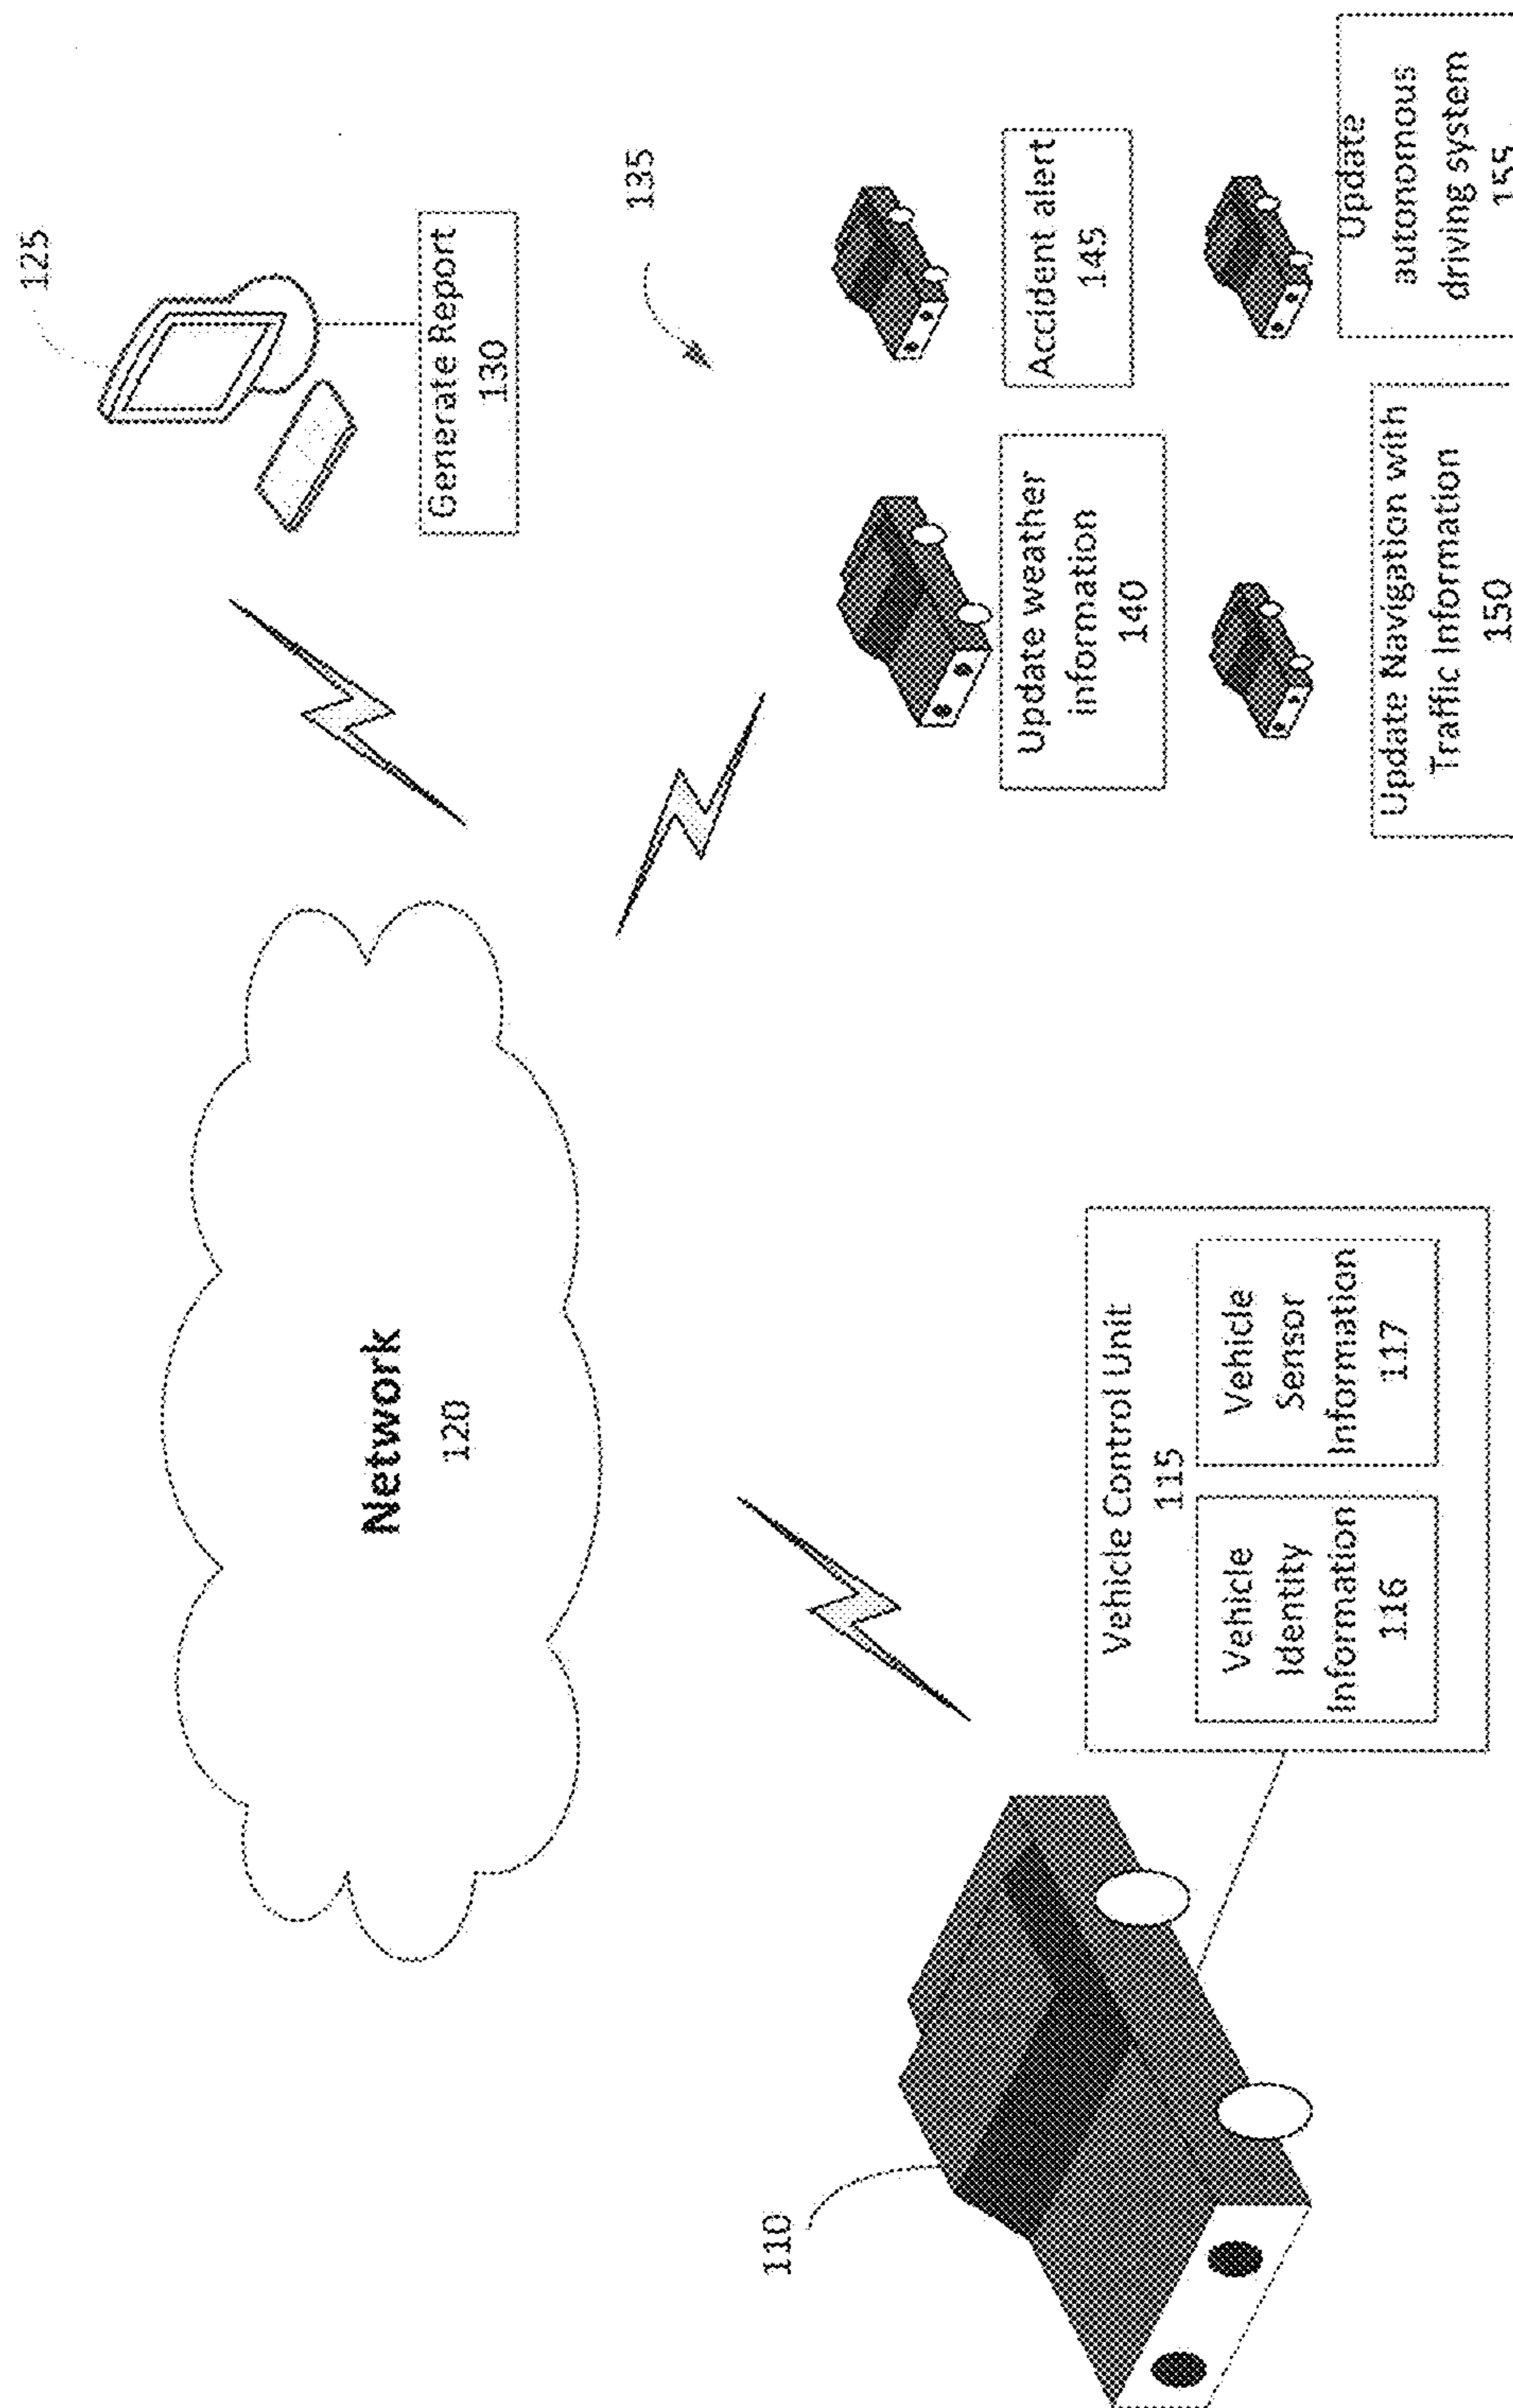 125
Generate Report
130
Network
120
135
110
Vehicle Control Unit
115
Vehicle
Identity
Information
116
Vehicle
Sensor
Information
117
Update weather
information
140
Accident alert
145
Update Navigation with
Traffic Information
150
Update
autonomous
driving system
155